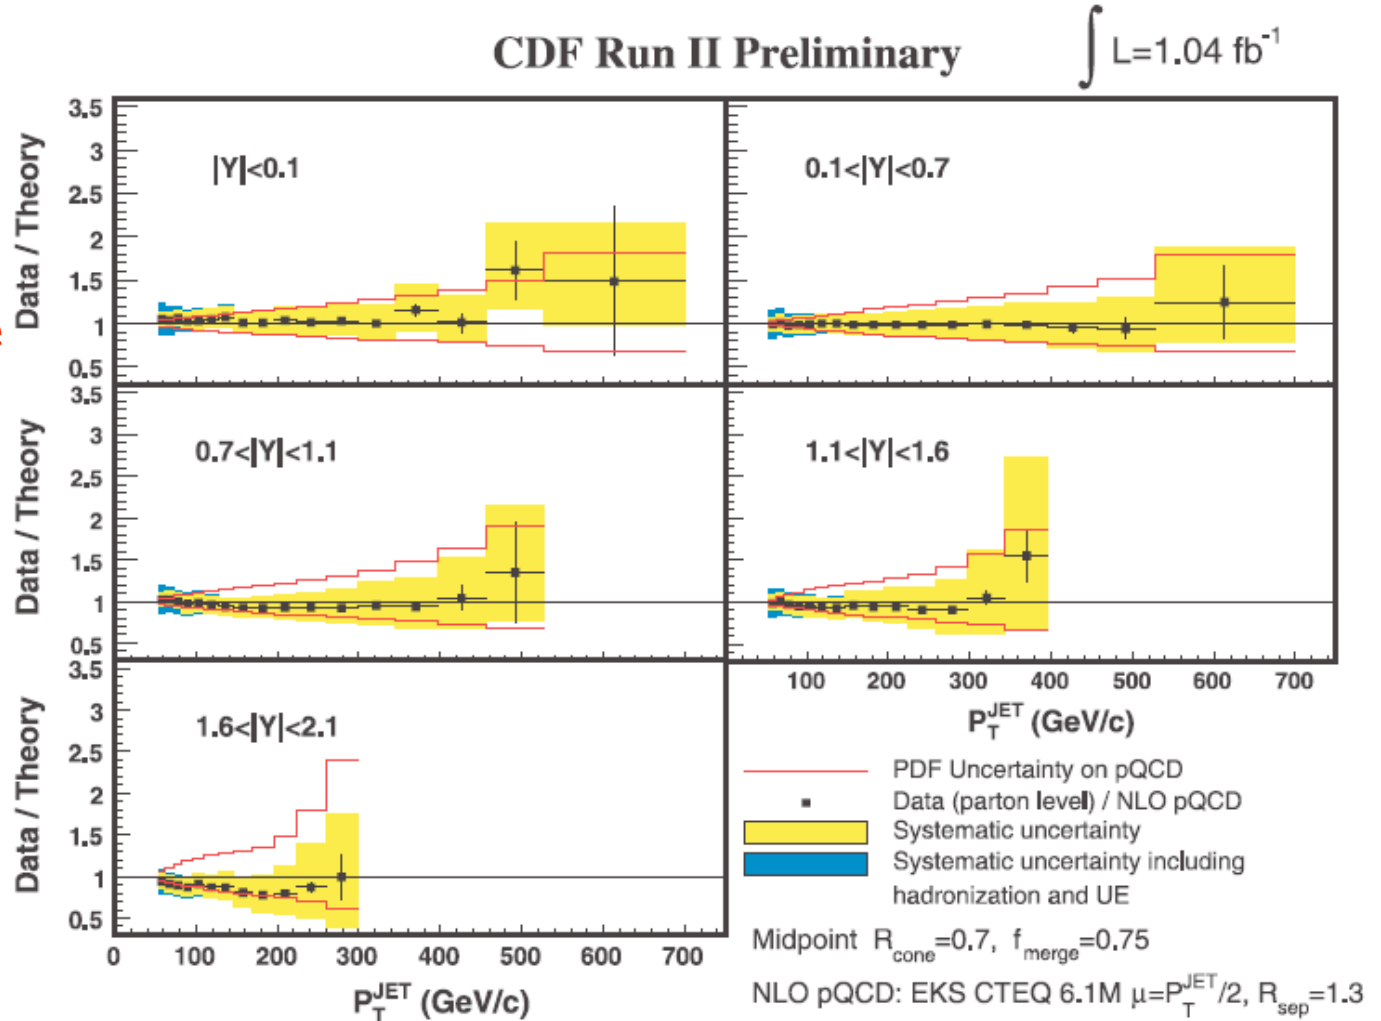 CDF Run II Preliminary ∫ L=1.04 fb⁻¹
Data / Theory
3.5
3
2.5
2
1.5
1
0.5
|Y|<0.1
0.1<|Y|<0.7
Data / Theory
3.5
3
2.5
2
1.5
1
0.5
0.7<|Y|<1.1
1.1<|Y|<1.6
100 200 300 400 500 600 700
P_T^JET (GeV/c)
Data / Theory
3.5
3
2.5
2
1.5
1
0.5
1.6<|Y|<2.1
0 100 200 300 400 500 600 700
P_T^JET (GeV/c)
PDF Uncertainty on pQCD
Data (parton level) / NLO pQCD
Systematic uncertainty
Systematic uncertainty including
hadronization and UE
Midpoint R_cone=0.7, f_merge=0.75
NLO pQCD: EKS CTEQ 6.1M μ=P_T^JET/2, R_sep=1.3